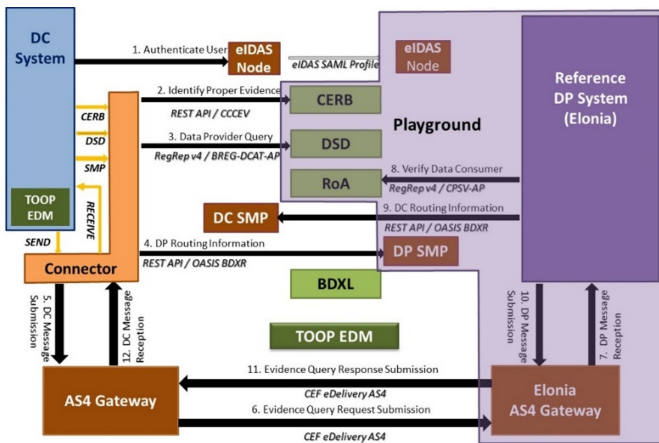 DC
System
1. Authenticate User
eIDAS
Node
eIDAS SAML Profile
eIDAS
Node
Reference
DP System
(Elonia)
2. Identify Proper Evidence
REST API / CCCEV
CERB
CERB
Playground
DSD
3. Data Provider Query
RegRep v4 / BREG-DCAT-AP
DSD
SMP
RoA
8. Verify Data Consumer
RegRep v4 / CPSV-AP
TOOP
EDM
RECEIVE
DC SMP
9. DC Routing Information
REST API / OASIS BDXR
SEND
4. DP Routing Information
REST API / OASIS BDXR
DP SMP
Connector
BDXL
5. DC Message
Submission
12. DC Message
Reception
10. DP Message
Submission
7. DP Message
Reception
TOOP EDM
11. Evidence Query Response Submission
CEF eDelivery AS4
AS4 Gateway
Elonia
AS4 Gateway
6. Evidence Query Request Submission
CEF eDelivery AS4